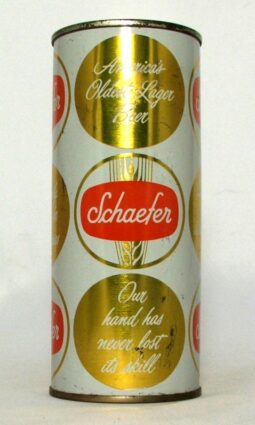 America's
Oldest Lager
Beer
Schaefer
Our
hand has
never lost
its skill